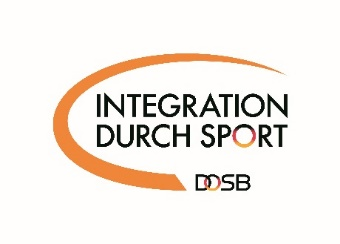 INTEGRATION
DURCH SPORT
DOSB